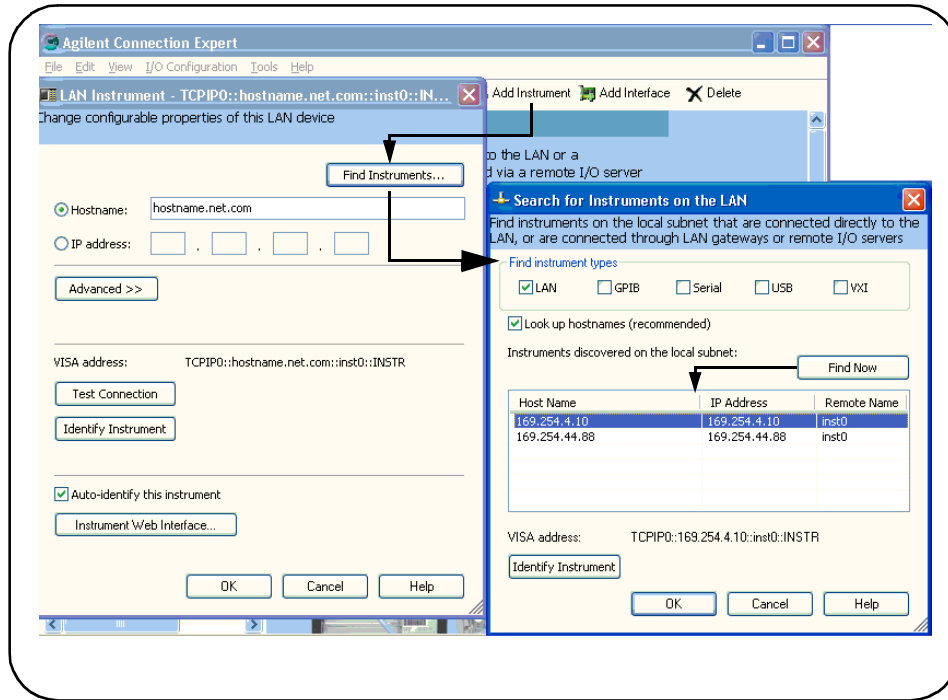 Agilent Connection Expert
File Edit View I/O Configuration Tools Help
LAN Instrument - TCPIP0::hostname.net.com::inst0::IN...
Add Instrument Add Interface Delete
Change configurable properties of this LAN device
to the LAN or a
d via a remote I/O server
Find Instruments...
Hostname: hostname.net.com
IP address: . . .
Advanced >>
VISA address: TCPIP0::hostname.net.com::inst0::INSTR
Test Connection
Identify Instrument
Auto-identify this instrument
Instrument Web Interface...
OK Cancel Help
Search for Instruments on the LAN
Find instruments on the local subnet that are connected directly to the
LAN, or are connected through LAN gateways or remote I/O servers
Find instrument types
LAN GPIB Serial USB VXI
Look up hostnames (recommended)
Instruments discovered on the local subnet:
Find Now
Host Name IP Address Remote Name
169.254.4.10 169.254.4.10 inst0
169.254.44.88 169.254.44.88 inst0
VISA address: TCPIP0::169.254.4.10::inst0::INSTR
Identify Instrument
OK Cancel Help